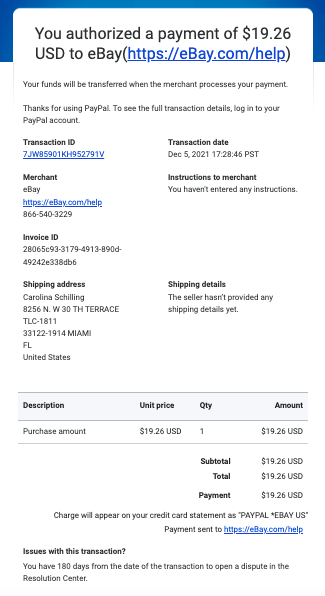 You authorized a payment of $19.26
USD to eBay(https://eBay.com/help)
Your funds will be transferred when the merchant processes your payment.
Thanks for using PayPal. To see the full transaction details, log in to your
PayPal account.
Transaction ID
7JW85901KH952791V
Transaction date
Dec 5, 2021 17:28:46 PST
Merchant
eBay
https://eBay.com/help
866-540-3229
Instructions to merchant
You haven't entered any instructions.
Invoice ID
28065c93-3179-4913-890d-
49242e338db6
Shipping address
Carolina Schilling
8256 N. W 30 TH TERRACE
TLC-1811
33122-1914 MIAMI
FL
United States
Shipping details
The seller hasn't provided any
shipping details yet.
Description Unit price Qty Amount
Purchase amount $19.26 USD 1 $19.26 USD
Subtotal $19.26 USD
Total $19.26 USD
Payment $19.26 USD
Charge will appear on your credit card statement as "PAYPAL *EBAY US"
Payment sent to https://eBay.com/help
Issues with this transaction?
You have 180 days from the date of the transaction to open a dispute in the
Resolution Center.